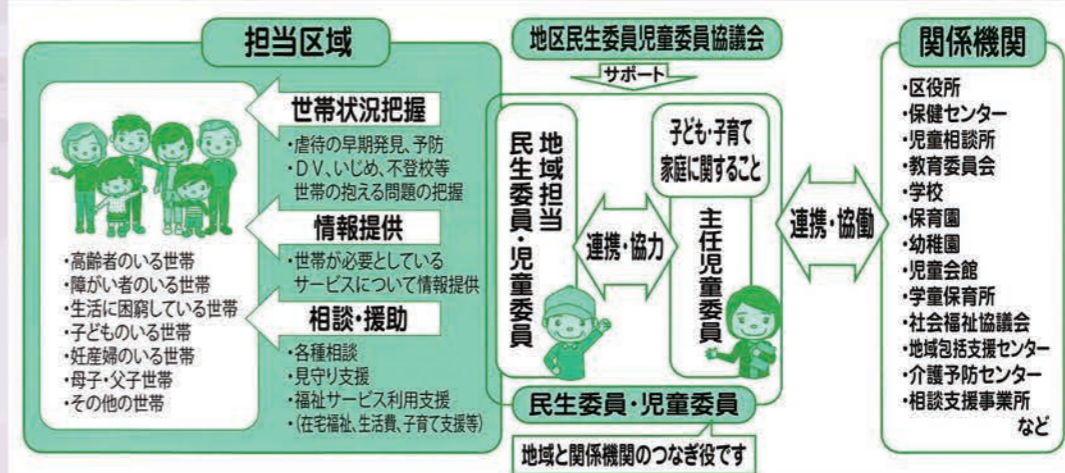 担当区域
・高齢者のいる世帯
・障がい者のいる世帯
・生活に困窮している世帯
・子どものいる世帯
・妊産婦のいる世帯
・母子・父子世帯
・その他の世帯
世帯状況把握
・虐待の早期発見、予防
・DV、いじめ、不登校等
世帯の抱える問題の把握
情報提供
・世帯が必要としている
サービスについて情報提供
相談・援助
・各種相談
・見守り支援
・福祉サービス利用支援
・(在宅福祉、生活費、子育て支援等)
地区民生委員児童委員協議会
サポート
地域担当
民生委員・児童委員
連携・協力
子ども・子育て
家庭に関すること
主任児童委員
民生委員・児童委員
地域と関係機関のつなぎ役です
連携・協働
関係機関
・区役所
・保健センター
・児童相談所
・教育委員会
・学校
・保育園
・幼稚園
・児童会館
・学童保育所
・社会福祉協議会
・地域包括支援センター
・介護予防センター
・相談支援事業所
など